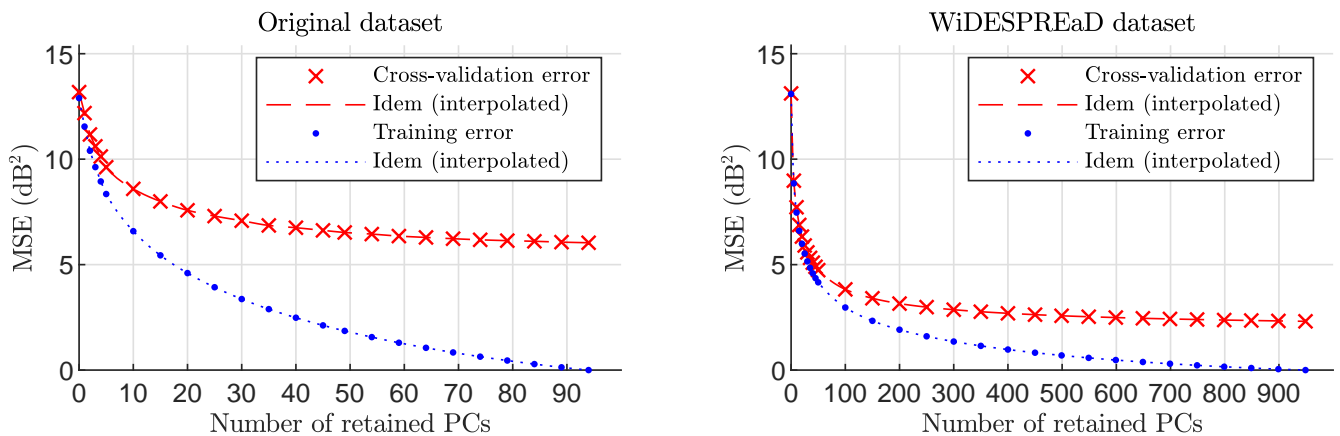 Original dataset
15
10
5
0
MSE (dB²)
Cross-validation error
Idem (interpolated)
Training error
Idem (interpolated)
0 10 20 30 40 50 60 70 80 90
Number of retained PCs
WiDESPREaD dataset
15
10
5
0
MSE (dB²)
Cross-validation error
Idem (interpolated)
Training error
Idem (interpolated)
0 100 200 300 400 500 600 700 800 900
Number of retained PCs